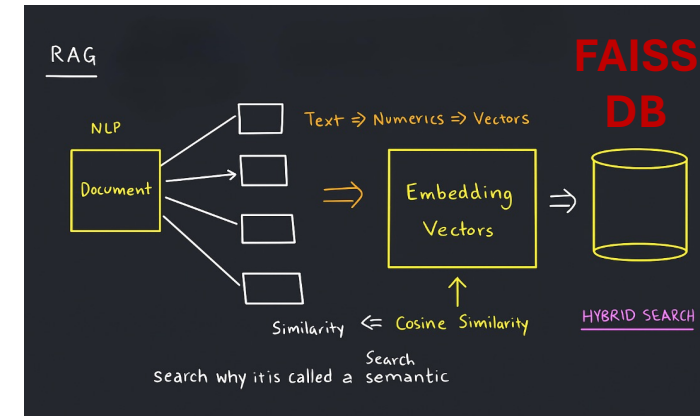 RAG
FAISS
DB
NLP
Text ⇒ Numerics ⇒ Vectors
Document
Embedding
Vectors
Similarity ⇐ Cosine Similarity
HYBRID SEARCH
Search
Search why it is called a semantic